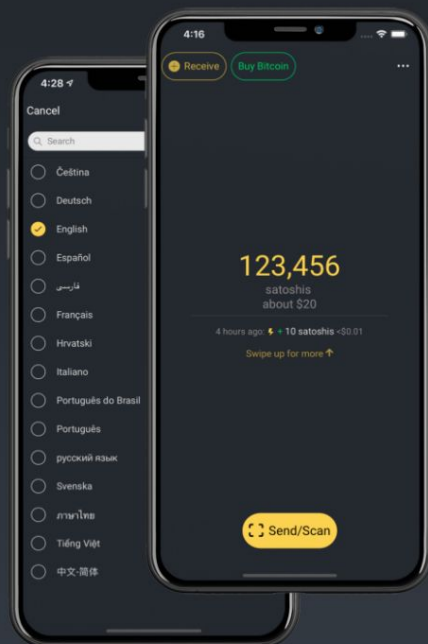 4:28
Cancel
Search
Čeština
Deutsch
English
Español
فارسی
Français
Hrvatski
Italiano
Português do Brasil
Português
русский язык
Svenska
ภาษาไทย
Tiếng Việt
中文-简体
4:16
Receive
Buy Bitcoin
123,456
satoshis
about $20
4 hours ago: + 10 satoshis <$0.01
Swipe up for more ↑
Send/Scan